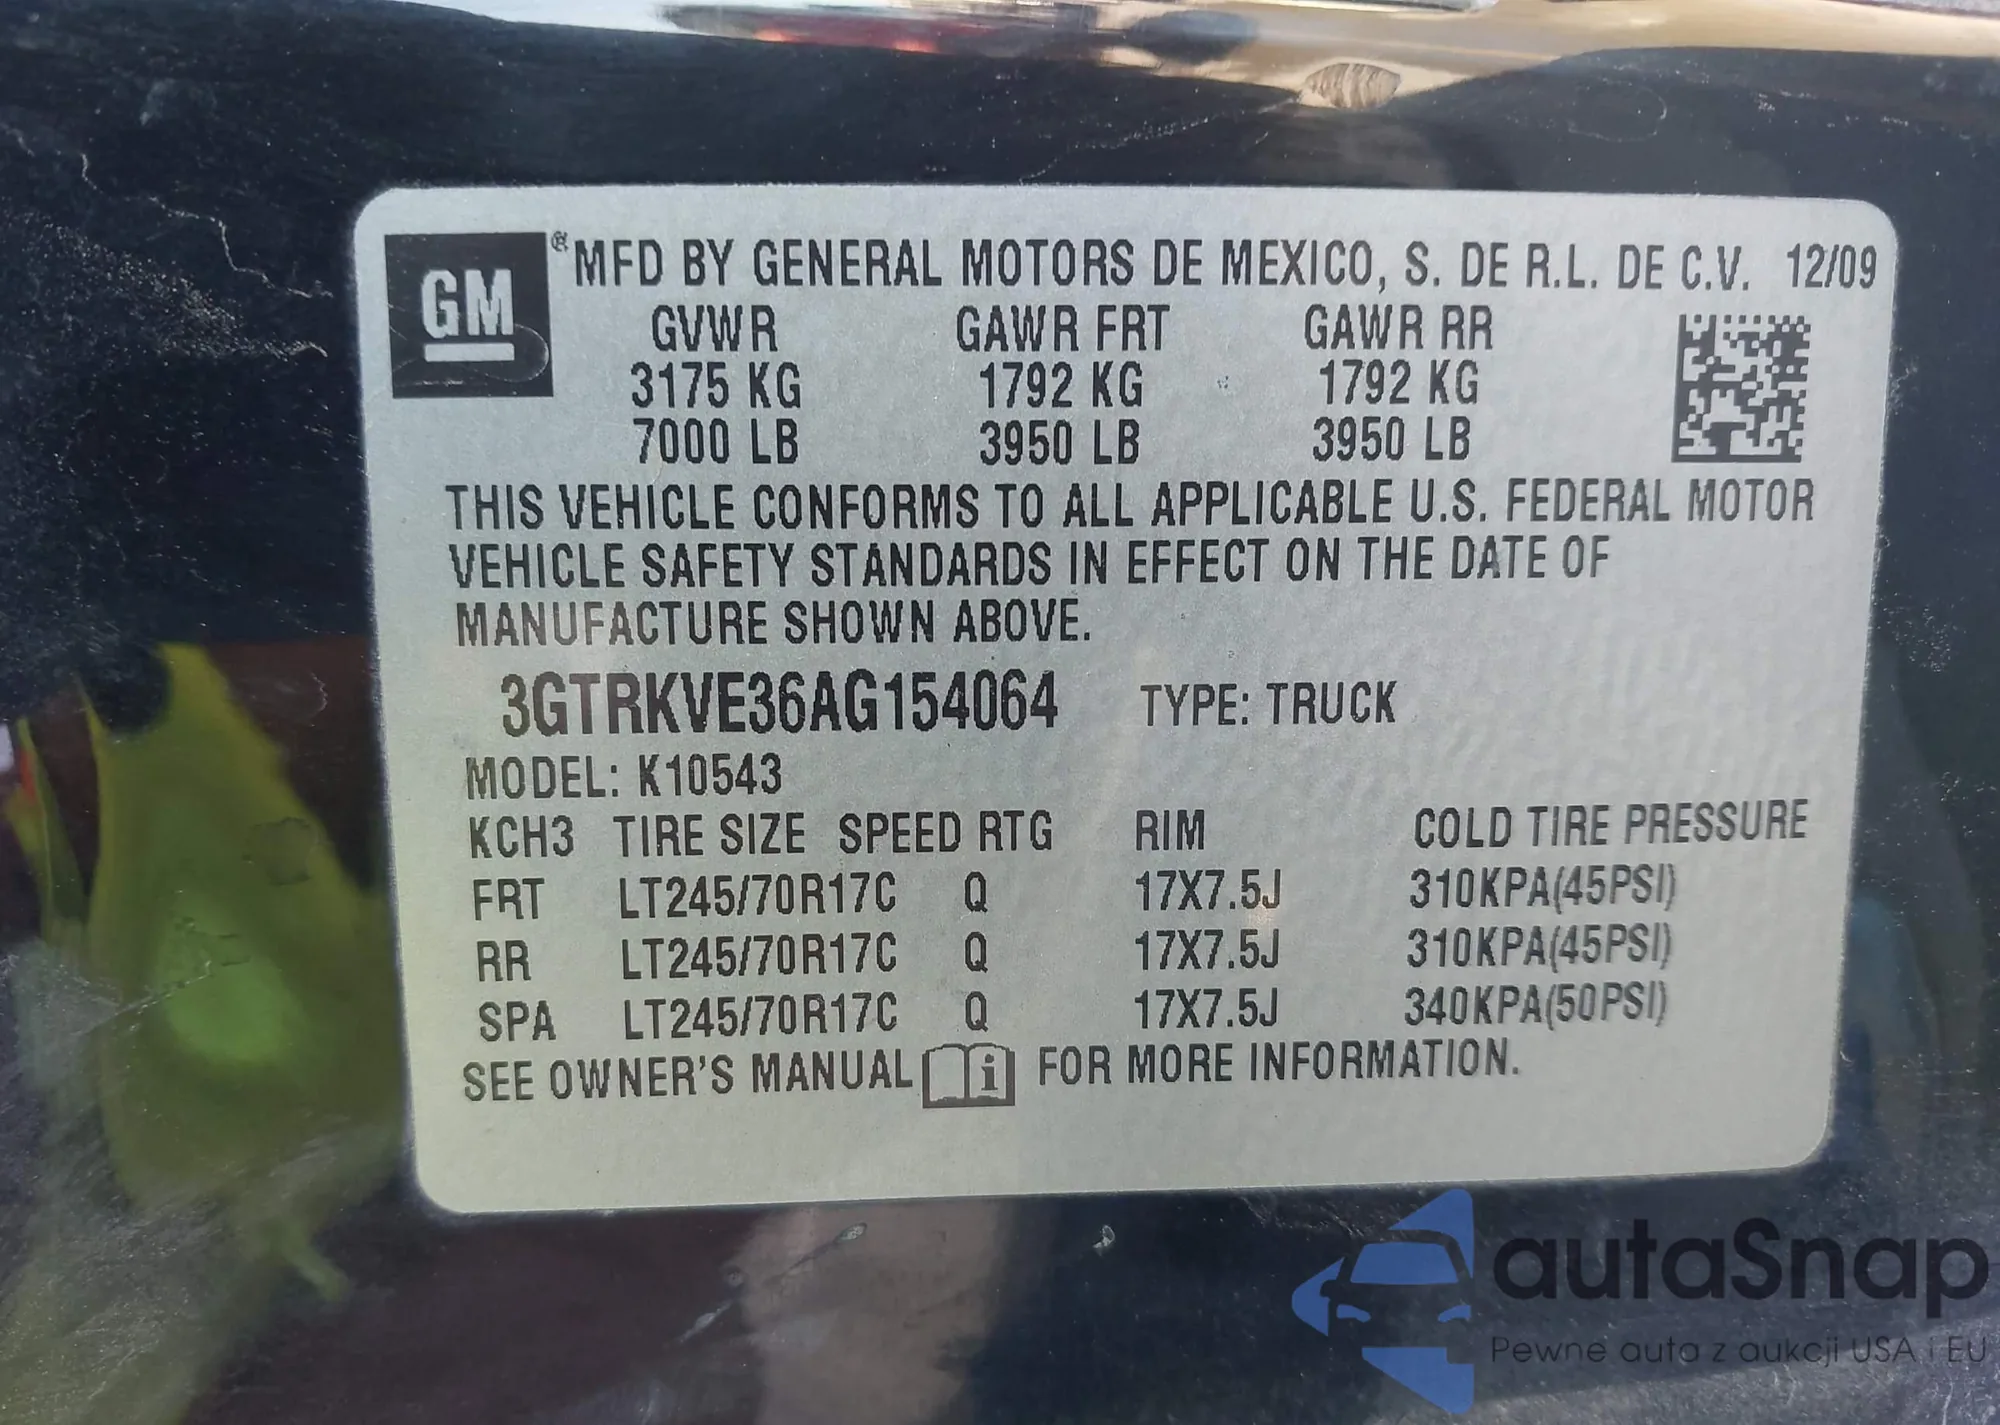 GM ® MFD BY GENERAL MOTORS DE MEXICO, S. DE R.L. DE C.V. 12/09
GVWR GAWR FRT GAWR RR
3175 KG 1792 KG 1792 KG
7000 LB 3950 LB 3950 LB
THIS VEHICLE CONFORMS TO ALL APPLICABLE U.S. FEDERAL MOTOR
VEHICLE SAFETY STANDARDS IN EFFECT ON THE DATE OF
MANUFACTURE SHOWN ABOVE.
3GTRKVE36AG154064 TYPE: TRUCK
MODEL: K10543
KCH3 TIRE SIZE SPEED RTG RIM COLD TIRE PRESSURE
FRT LT245/70R17C Q 17X7.5J 310KPA(45PSI)
RR LT245/70R17C Q 17X7.5J 310KPA(45PSI)
SPA LT245/70R17C Q 17X7.5J 340KPA(50PSI)
SEE OWNER'S MANUAL i FOR MORE INFORMATION.
autaSnap
Pewne auta z aukcji USA i EU